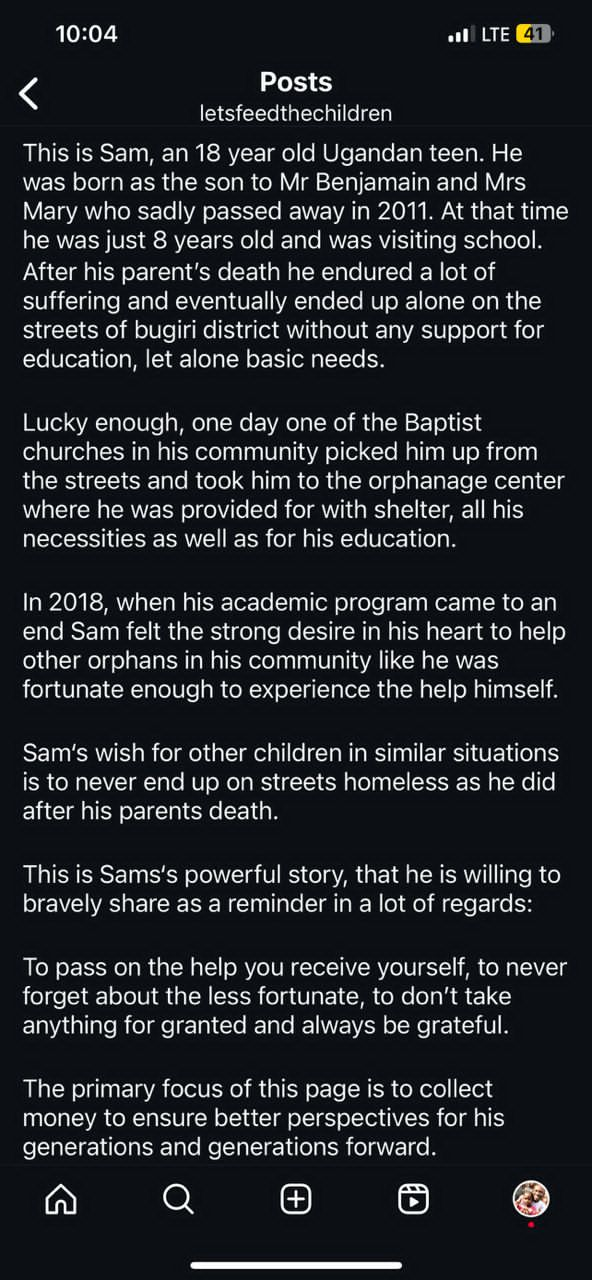 10:04
LTE 41
Posts
letsfeedthechildren
This is Sam, an 18 year old Ugandan teen. He
was born as the son to Mr Benjamain and Mrs
Mary who sadly passed away in 2011. At that time
he was just 8 years old and was visiting school.
After his parent’s death he endured a lot of
suffering and eventually ended up alone on the
streets of bugiri district without any support for
education, let alone basic needs.
Lucky enough, one day one of the Baptist
churches in his community picked him up from
the streets and took him to the orphanage center
where he was provided for with shelter, all his
necessities as well as for his education.
In 2018, when his academic program came to an
end Sam felt the strong desire in his heart to help
other orphans in his community like he was
fortunate enough to experience the help himself.
Sam‘s wish for other children in similar situations
is to never end up on streets homeless as he did
after his parents death.
This is Sams‘s powerful story, that he is willing to
bravely share as a reminder in a lot of regards:
To pass on the help you receive yourself, to never
forget about the less fortunate, to don’t take
anything for granted and always be grateful.
The primary focus of this page is to collect
money to ensure better perspectives for his
generations and generations forward.